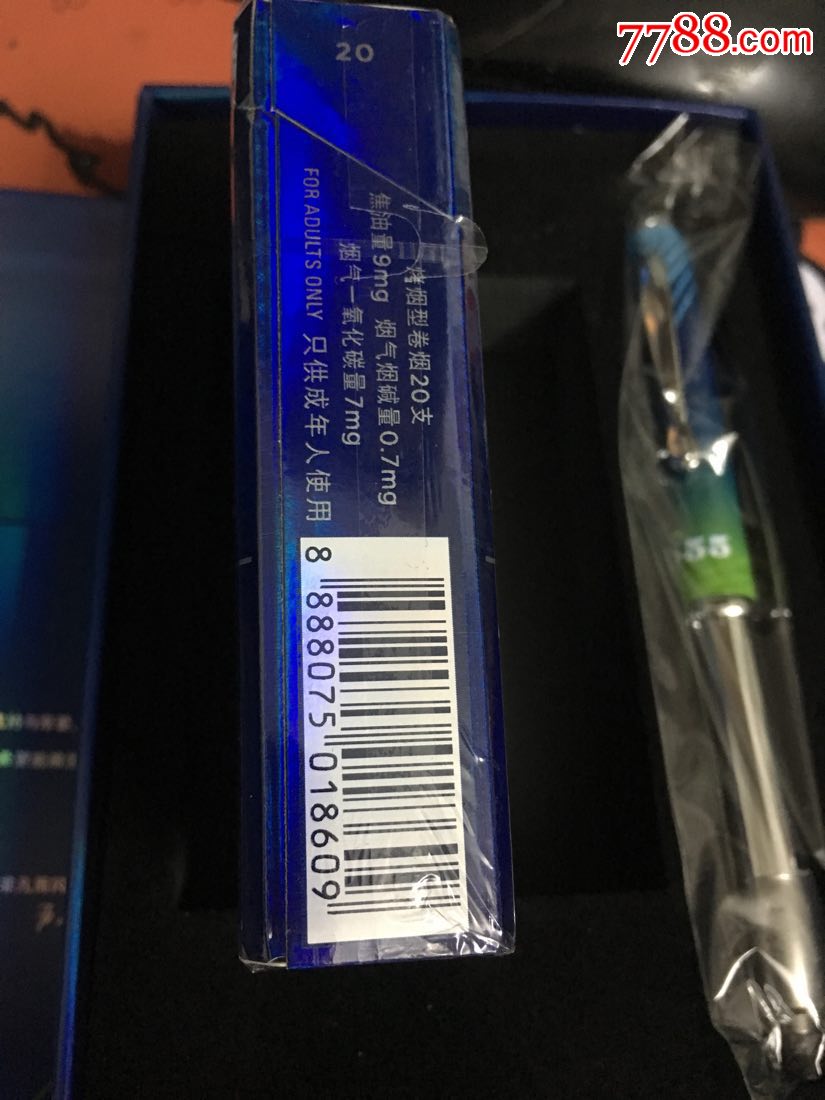 7788.com
20
烤烟型卷烟20支
焦油量9mg 烟气烟碱量0.7mg
烟气一氧化碳量7mg
FOR ADULTS ONLY 只供成年人使用
8 888075 018609
55